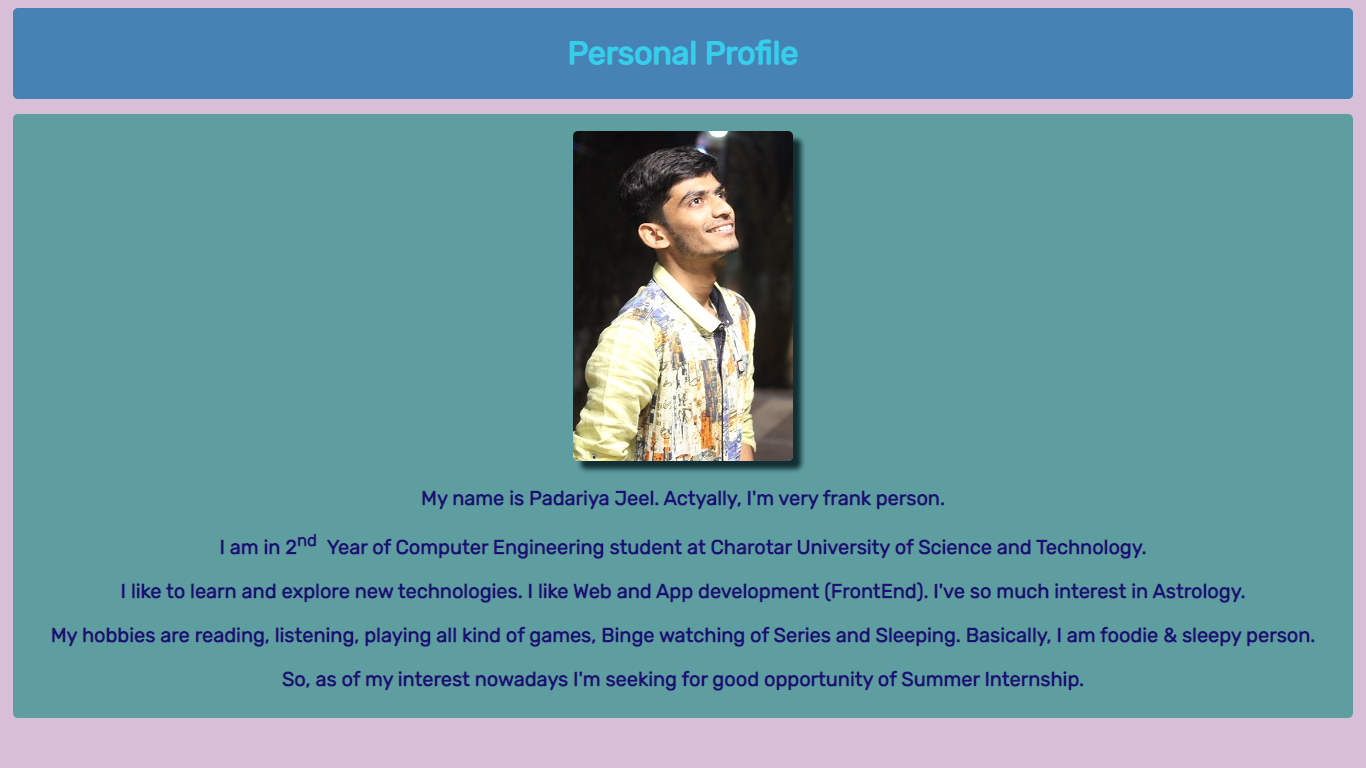 Personal Profile
My name is Padariya Jeel. Actyally, I'm very frank person.
I am in 2nd Year of Computer Engineering student at Charotar University of Science and Technology.
I like to learn and explore new technologies. I like Web and App development (FrontEnd). I've so much interest in Astrology.
My hobbies are reading, listening, playing all kind of games, Binge watching of Series and Sleeping. Basically, I am foodie & sleepy person.
So, as of my interest nowadays I'm seeking for good opportunity of Summer Internship.